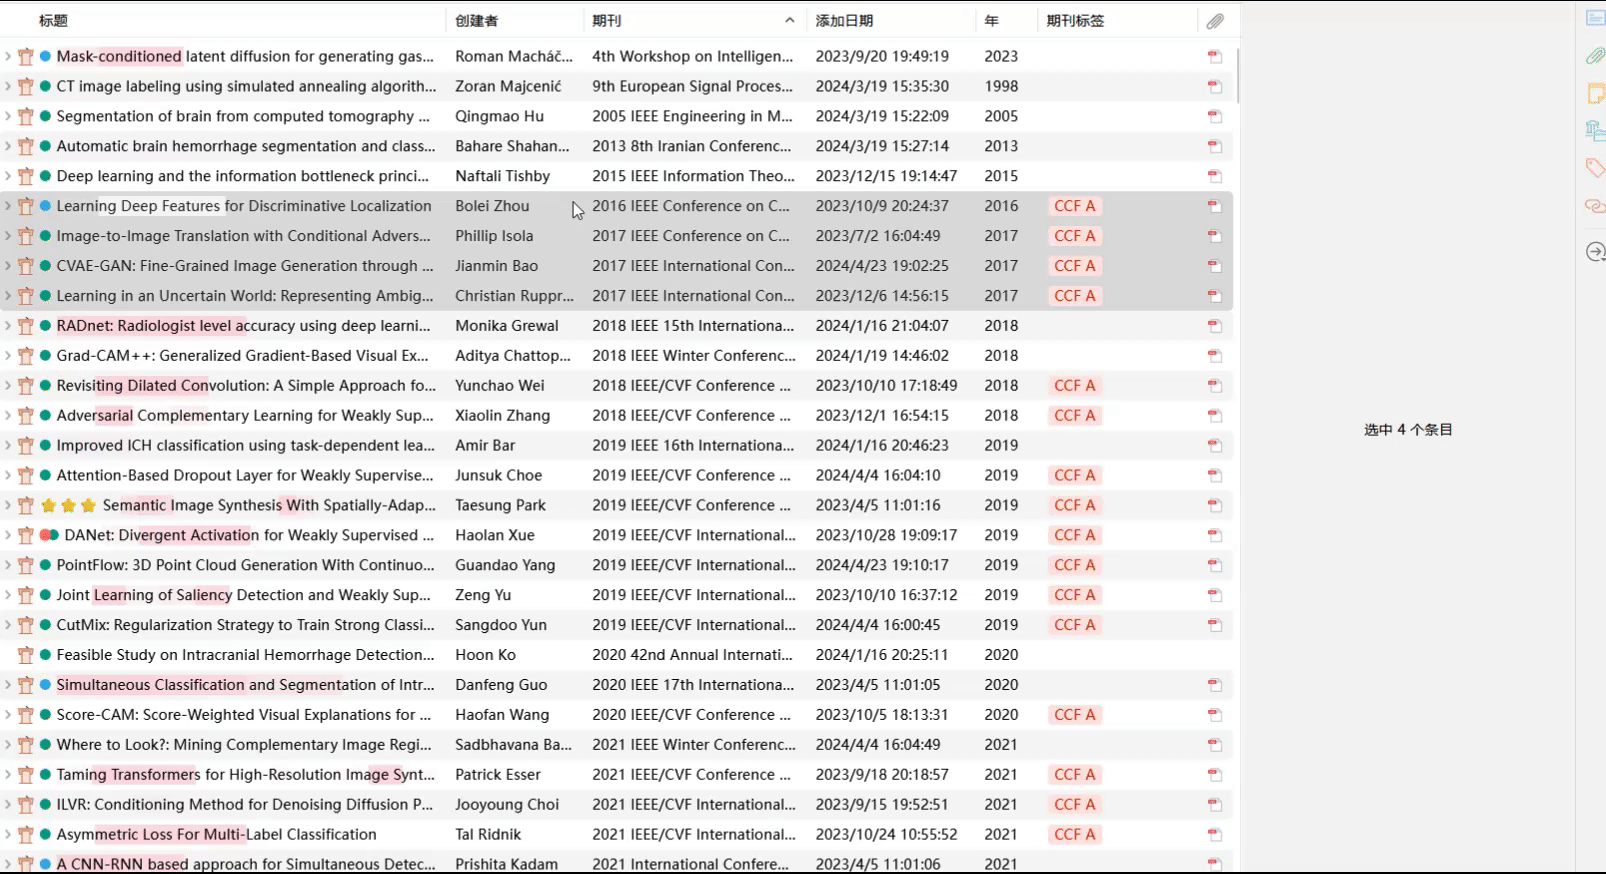 标题 创建者 期刊 添加日期 年 期刊标签
Mask-conditioned latent diffusion for generating gas... Roman Macháč... 4th Workshop on Intelligen... 2023/9/20 19:49:19 2023
CT image labeling using simulated annealing algorith... Zoran Majcenić 9th European Signal Proces... 2024/3/19 15:35:30 1998
Segmentation of brain from computed tomography ... Qingmao Hu 2005 IEEE Engineering in M... 2024/3/19 15:22:09 2005
Automatic brain hemorrhage segmentation and class... Bahare Shahan... 2013 8th Iranian Conferenc... 2024/3/19 15:27:14 2013
Deep learning and the information bottleneck princi... Naftali Tishby 2015 IEEE Information Theo... 2023/12/15 19:14:47 2015
Learning Deep Features for Discriminative Localization Bolei Zhou 2016 IEEE Conference on C... 2023/10/9 20:24:37 2016 CCF A
Image-to-Image Translation with Conditional Advers... Phillip Isola 2017 IEEE Conference on C... 2023/7/2 16:04:49 2017 CCF A
CVAE-GAN: Fine-Grained Image Generation through ... Jianmin Bao 2017 IEEE International Con... 2024/4/23 19:02:25 2017 CCF A
Learning in an Uncertain World: Representing Ambig... Christian Ruppr... 2017 IEEE International Con... 2023/12/6 14:56:15 2017 CCF A
RADnet: Radiologist level accuracy using deep learni... Monika Grewal 2018 IEEE 15th Internationa... 2024/1/16 21:04:07 2018
Grad-CAM++: Generalized Gradient-Based Visual Ex... Aditya Chattop... 2018 IEEE Winter Conferenc... 2024/1/19 14:46:02 2018
Revisiting Dilated Convolution: A Simple Approach fo... Yunchao Wei 2018 IEEE/CVF Conference ... 2023/10/10 17:18:49 2018 CCF A
Adversarial Complementary Learning for Weakly Sup... Xiaolin Zhang 2018 IEEE/CVF Conference ... 2023/12/1 16:54:15 2018 CCF A
选中 4 个条目
Improved ICH classification using task-dependent lea... Amir Bar 2019 IEEE 16th Internationa... 2024/1/16 20:46:23 2019
Attention-Based Dropout Layer for Weakly Supervise... Junsuk Choe 2019 IEEE/CVF Conference ... 2024/4/4 16:04:10 2019 CCF A
Semantic Image Synthesis With Spatially-Adap... Taesung Park 2019 IEEE/CVF Conference ... 2023/4/5 11:01:16 2019 CCF A
DANet: Divergent Activation for Weakly Supervised ... Haolan Xue 2019 IEEE/CVF International... 2023/10/28 19:09:17 2019 CCF A
PointFlow: 3D Point Cloud Generation With Continuo... Guandao Yang 2019 IEEE/CVF International... 2024/4/23 19:10:17 2019 CCF A
Joint Learning of Saliency Detection and Weakly Sup... Zeng Yu 2019 IEEE/CVF International... 2023/10/10 16:37:12 2019 CCF A
CutMix: Regularization Strategy to Train Strong Classi... Sangdoo Yun 2019 IEEE/CVF International... 2024/4/4 16:00:45 2019 CCF A
Feasible Study on Intracranial Hemorrhage Detection... Hoon Ko 2020 42nd Annual Internati... 2024/1/16 20:25:11 2020
Simultaneous Classification and Segmentation of Intr... Danfeng Guo 2020 IEEE 17th Internationa... 2023/4/5 11:01:05 2020
Score-CAM: Score-Weighted Visual Explanations for ... Haofan Wang 2020 IEEE/CVF Conference ... 2023/10/5 18:13:31 2020 CCF A
Where to Look?: Mining Complementary Image Regi... Sadbhavana Ba... 2021 IEEE Winter Conferenc... 2024/4/4 16:04:49 2021
Taming Transformers for High-Resolution Image Synt... Patrick Esser 2021 IEEE/CVF Conference ... 2023/9/18 20:18:57 2021 CCF A
ILVR: Conditioning Method for Denoising Diffusion P... Jooyoung Choi 2021 IEEE/CVF International... 2023/9/15 19:52:51 2021 CCF A
Asymmetric Loss For Multi-Label Classification Tal Ridnik 2021 IEEE/CVF International... 2023/10/24 10:55:52 2021 CCF A
A CNN-RNN based approach for Simultaneous Detec... Prishita Kadam 2021 International Confere... 2023/4/5 11:01:06 2021